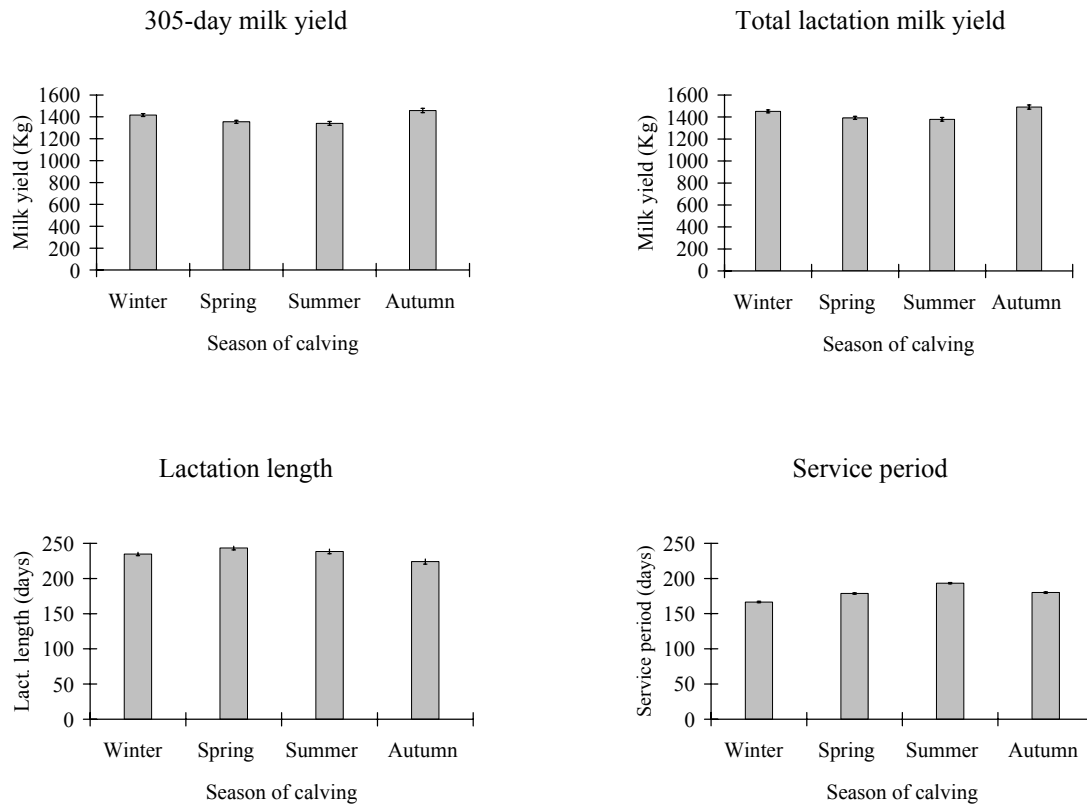 305-day milk yield
Milk yield (Kg)
1600
1400
1200
1000
800
600
400
200
0
Winter Spring Summer Autumn
Season of calving
Total lactation milk yield
Milk yield (Kg)
1600
1400
1200
1000
800
600
400
200
0
Winter Spring Summer Autumn
Season of calving
Lactation length
Lact. length (days)
250
200
150
100
50
0
Winter Spring Summer Autumn
Season of calving
Service period
Service period (days)
250
200
150
100
50
0
Winter Spring Summer Autumn
Season of calving